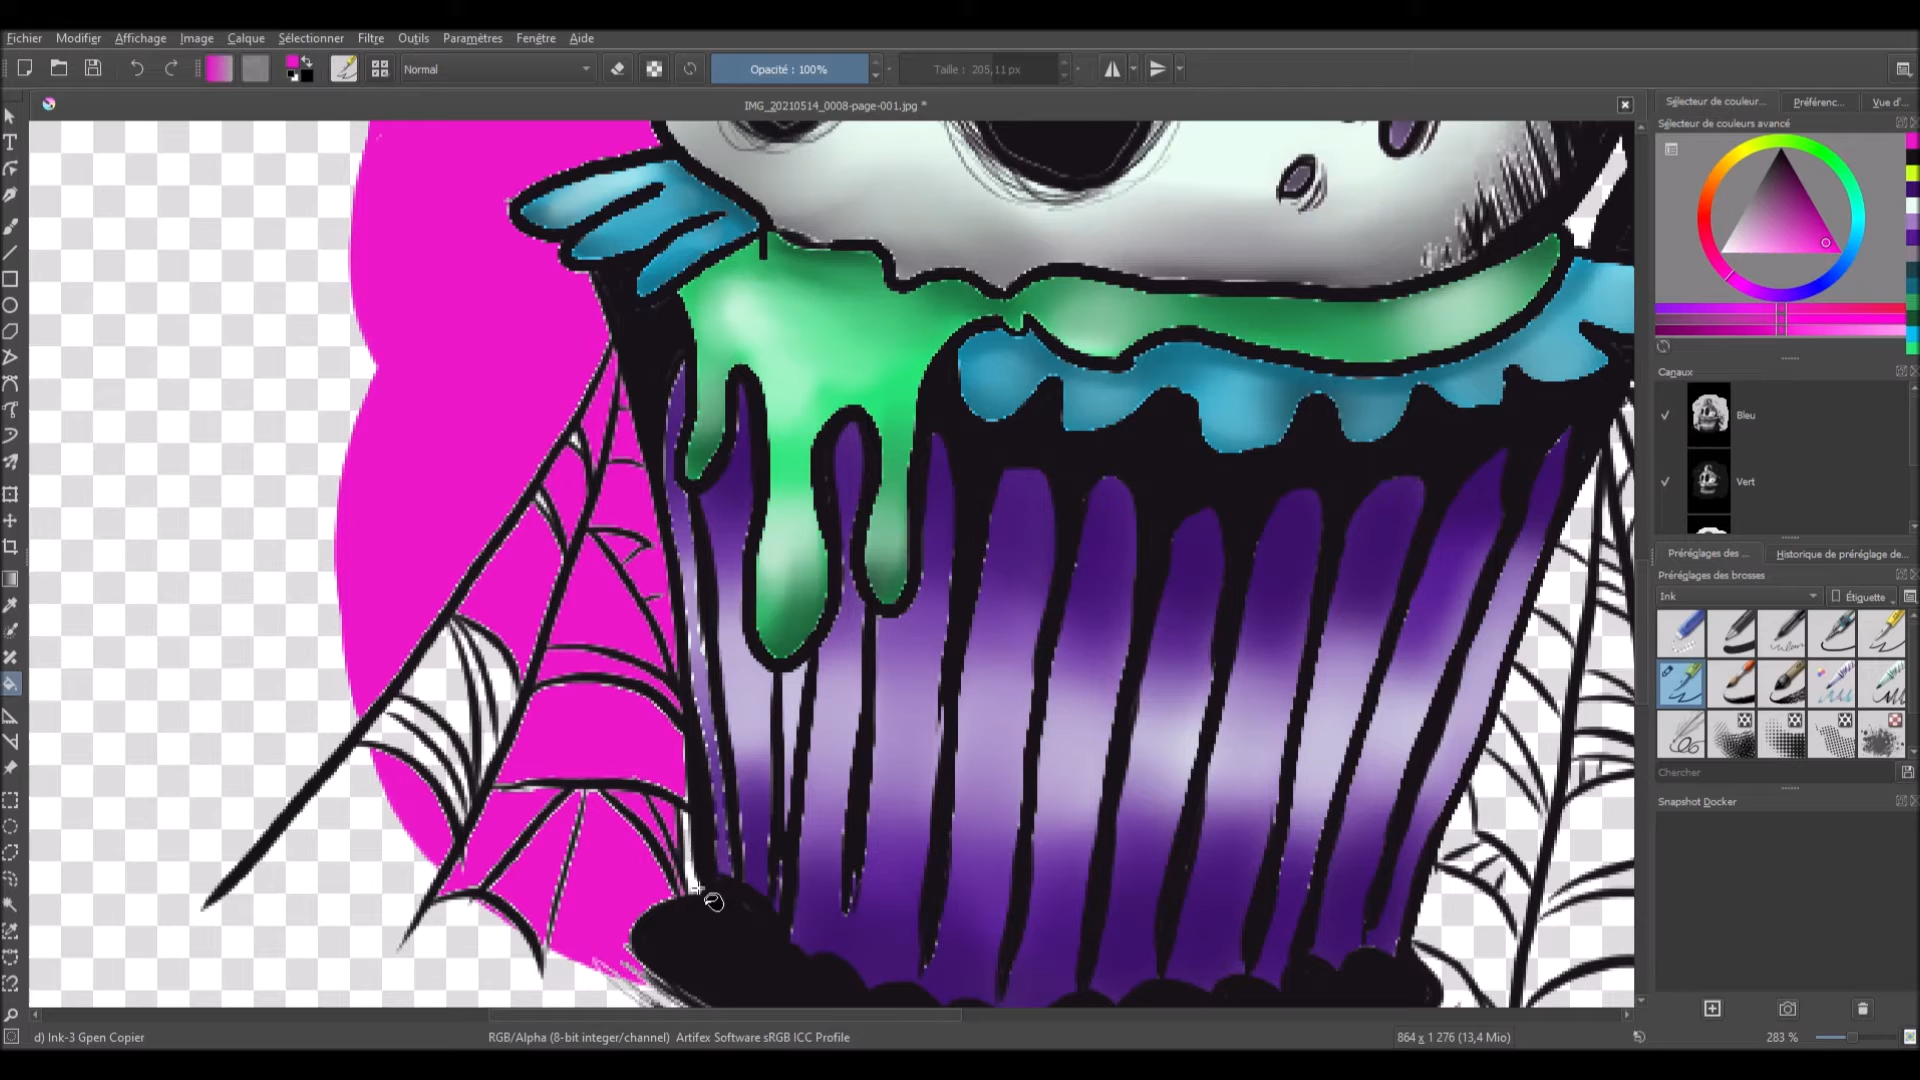 Fichier Modifier Affichage Image Calque Sélectionner Filtre Outils Paramètres Fenêtre Aide
Normal Opacité : 100% Taille : 205,11 px
IMG_20210514_0008-page-001.jpg *
Sélecteur de couleur... Préférenc... Vue d'...
Sélecteur de couleurs avancé
Canaux
Bleu
Vert
Préréglages des ... Historique de préréglage de...
Préréglages des brosses
Ink Étiquette
Chercher
Snapshot Docker
d) Ink-3 Gpen Copier RGB/Alpha (8-bit integer/channel) Artifex Software sRGB ICC Profile 864 x 1 276 (13,4 Mio) 283 %